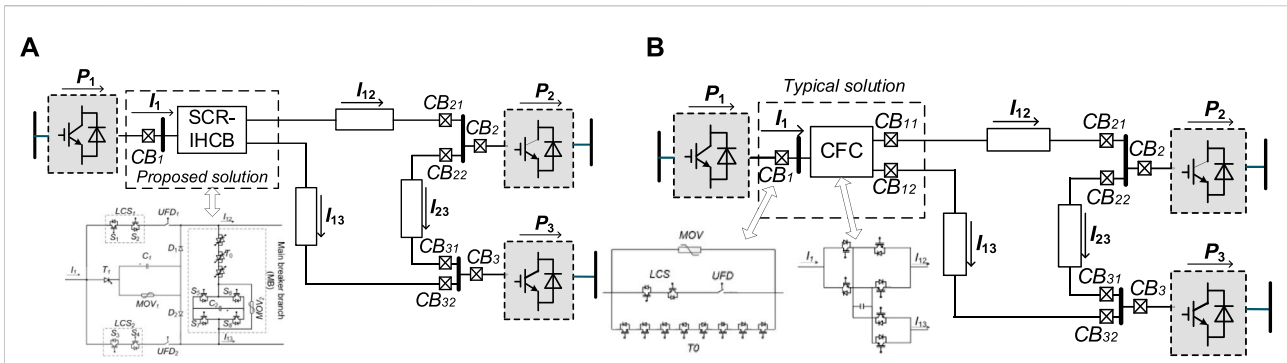 A
P1
I1
SCR-
IHCB
CB1
Proposed solution
I12
CB21
CB2
CB22
P2
I13
I23
CB31
CB3
CB32
P3
LCS1
UFD1
S1
S2
I12
D1
T0
C1
I1
T1
MOV1
S5
S6
C2
S7
S8
MOV2
D2
LCS2
S3
S4
UFD2
I13
Main breaker branch
(MB)
B
Typical solution
P1
I1
CFC
CB1
CB11
CB12
I12
CB21
CB2
CB22
P2
I13
I23
CB31
CB3
CB32
P3
MOV
LCS
UFD
T0
I1
I12
I13